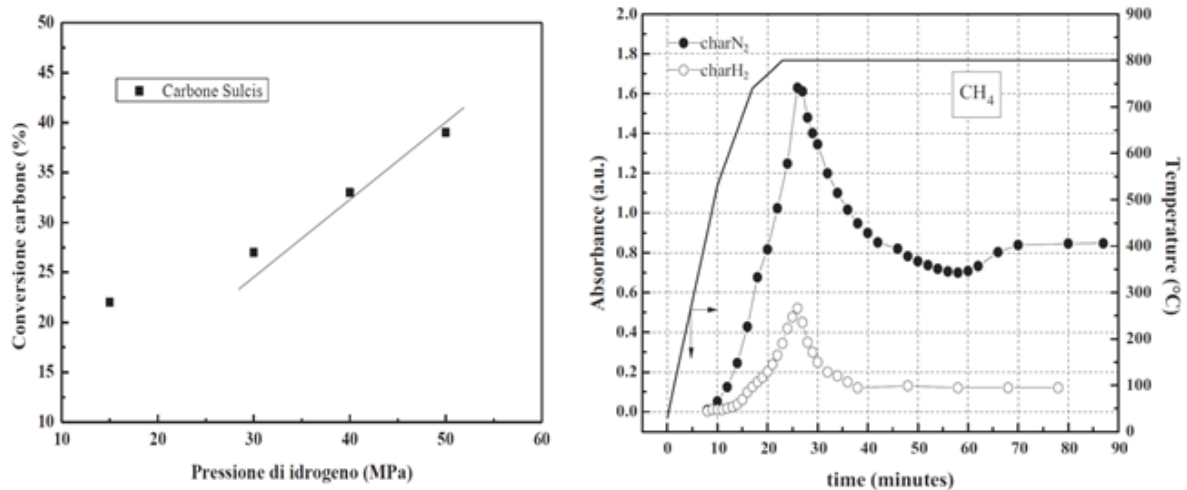 50
45
40
35
30
25
20
15
10
Conversione carbone (%)
Carbone Sulcis
10 20 30 40 50 60
Pressione di idrogeno (MPa)
2.0
1.8
1.6
1.4
1.2
1.0
0.8
0.6
0.4
0.2
0.0
Absorbance (a.u.)
charN₂
charH₂
CH₄
900
800
700
600
500
400
300
200
100
0
Temperature (°C)
0 10 20 30 40 50 60 70 80 90
time (minutes)